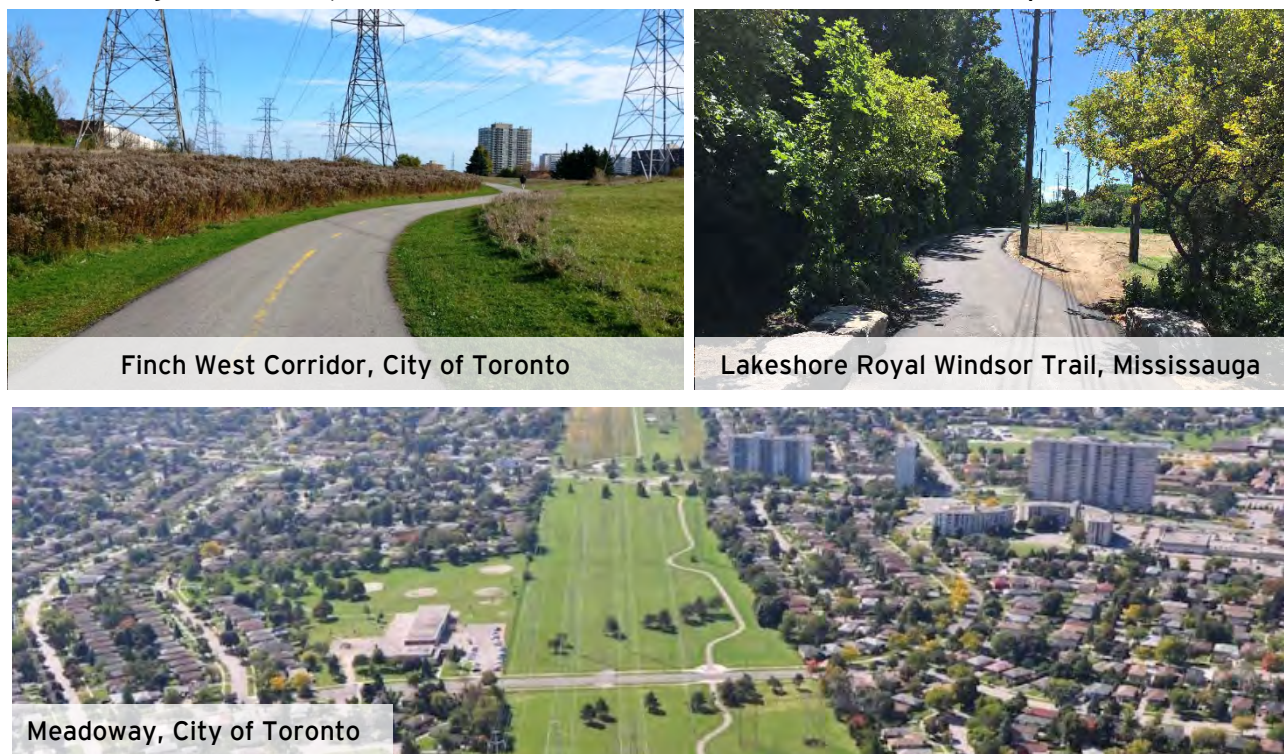 Finch West Corridor, City of Toronto
Lakeshore Royal Windsor Trail, Mississauga
Meadoway, City of Toronto